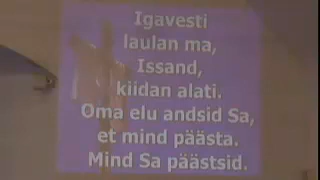 Igavesti
laulan ma,
Issand,
kiidan alati.
Oma elu andsid Sa,
et mind päästa.
Mind Sa päästsid.